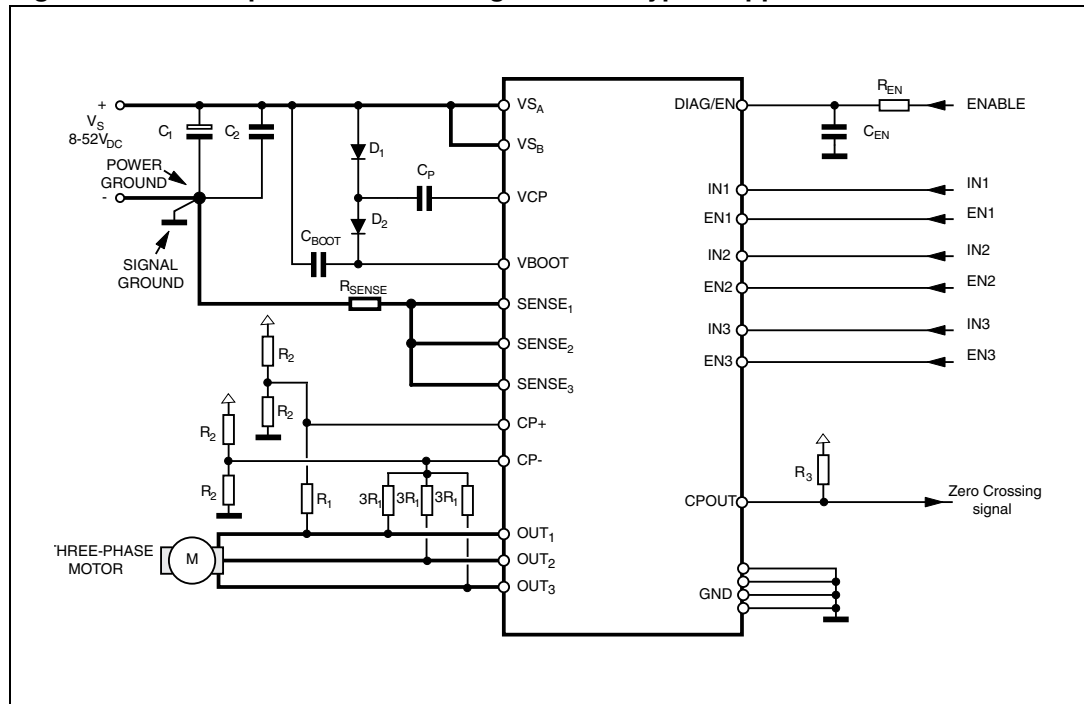 +
V_S
8-52V_DC
C_1
C_2
POWER
GROUND
-
SIGNAL
GROUND
D_1
D_2
C_P
C_BOOT
R_SENSE
R_2
R_2
R_2
R_2
R_1
3R_1 3R_1 3R_1
HREE-PHASE
MOTOR
M
VS_A
VS_B
VCP
VBOOT
SENSE_1
SENSE_2
SENSE_3
CP+
CP-
OUT_1
OUT_2
OUT_3
DIAG/EN
IN1
EN1
IN2
EN2
IN3
EN3
CPOUT
GND
R_EN
C_EN
ENABLE
IN1
EN1
IN2
EN2
IN3
EN3
R_3
Zero Crossing
signal